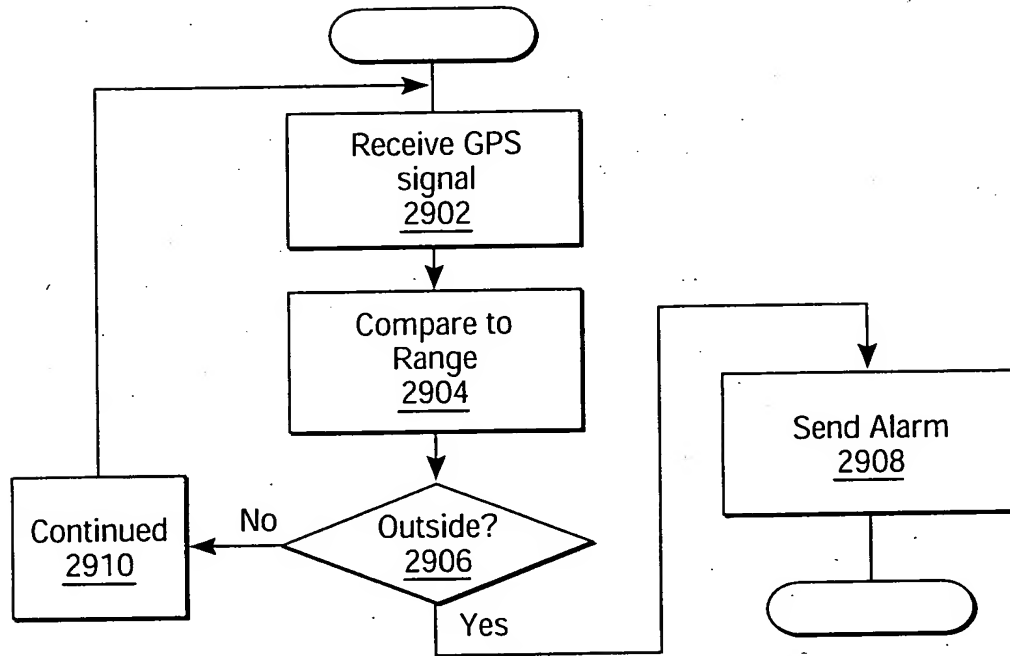 Receive GPS
signal
2902
Compare to
Range
2904
Outside?
2906
No
Yes
Continued
2910
Send Alarm
2908